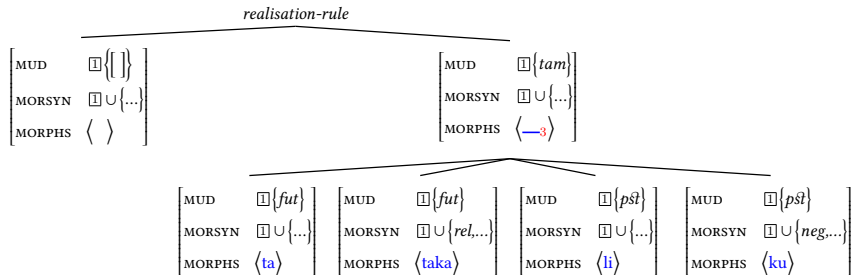 realisation-rule
MUD 1 {[ ]}
MORSYN 1 ∪ {...}
MORPHS ⟨ ⟩
MUD 1 {tam}
MORSYN 1 ∪ {...}
MORPHS ⟨__3⟩
MUD 1 {fut}
MORSYN 1 ∪ {...}
MORPHS ⟨ta⟩
MUD 1 {fut}
MORSYN 1 ∪ {rel,...}
MORPHS ⟨taka⟩
MUD 1 {pst}
MORSYN 1 ∪ {...}
MORPHS ⟨li⟩
MUD 1 {pst}
MORSYN 1 ∪ {neg,...}
MORPHS ⟨ku⟩